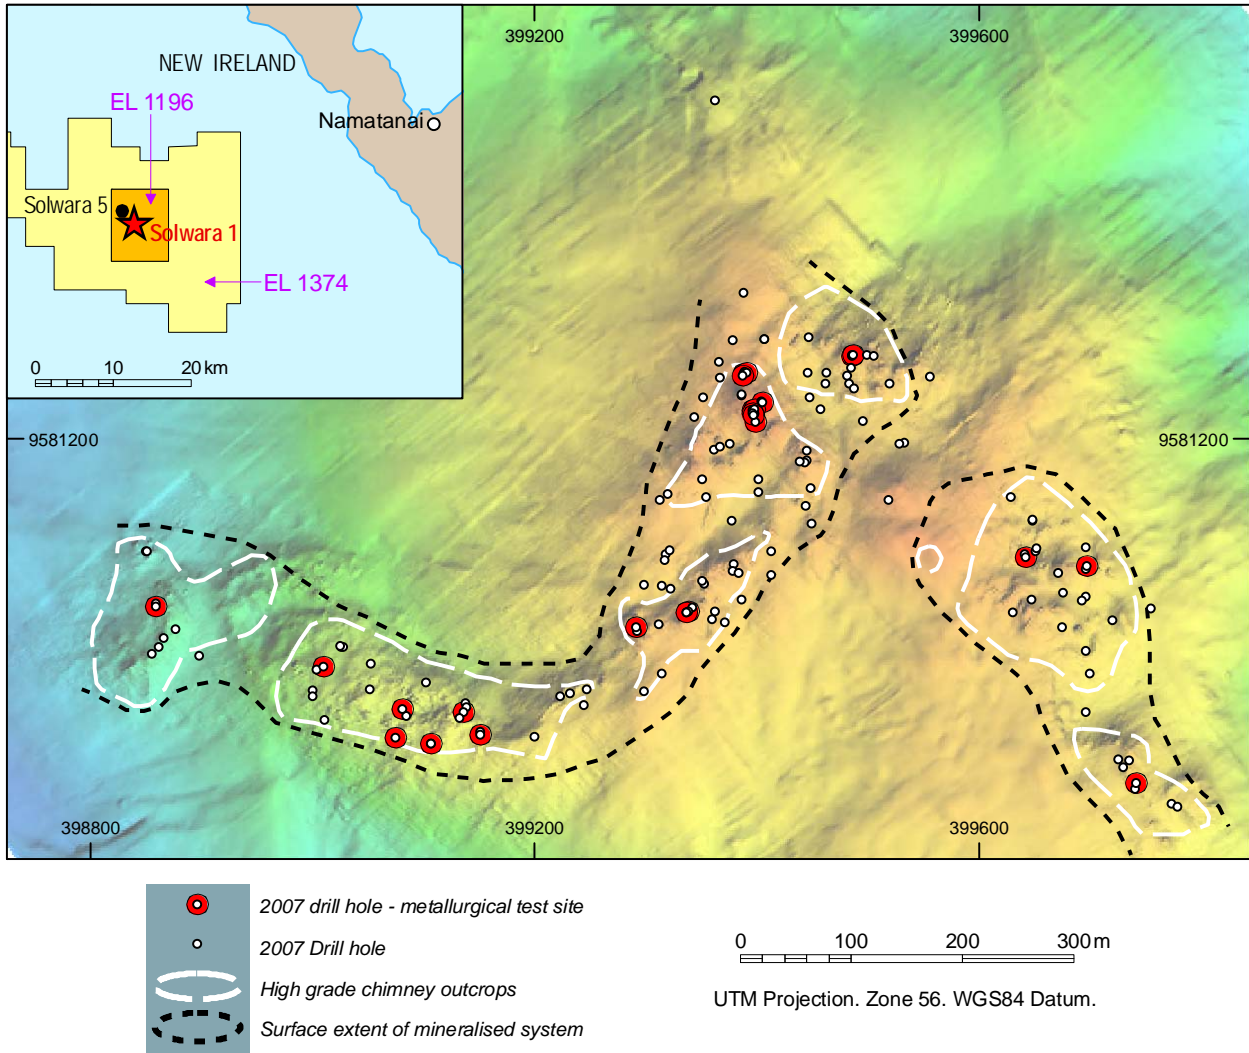 399200
399600
NEW IRELAND
EL 1196
Namatanai
Solwara 5
Solwara 1
EL 1374
0 10 20 km
9581200
9581200
398800
399200
399600
2007 drill hole - metallurgical test site
2007 Drill hole
High grade chimney outcrops
Surface extent of mineralised system
0 100 200 300 m
UTM Projection. Zone 56. WGS84 Datum.